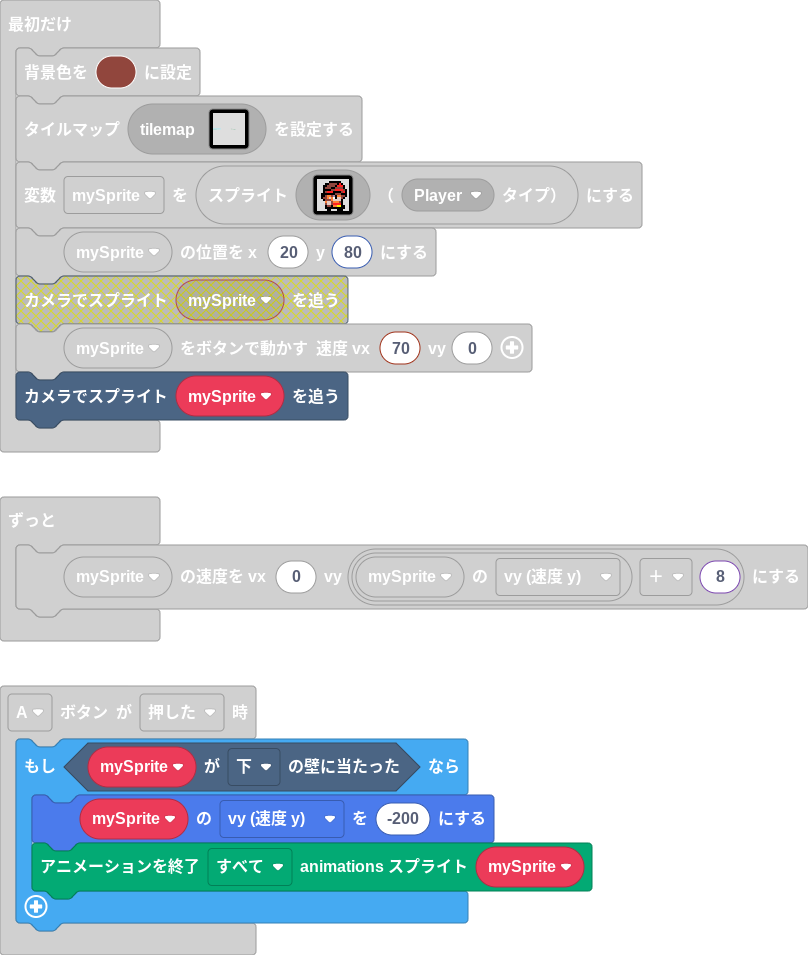 最初だけ
背景色を に設定
タイルマップ tilemap を設定する
変数 mySprite を スプライト ( Player タイプ) にする
mySprite の位置を x 20 y 80 にする
カメラでスプライト mySprite を追う
mySprite をボタンで動かす 速度 vx 70 vy 0
カメラでスプライト mySprite を追う
ずっと
mySprite の速度を vx 0 vy mySprite の vy (速度 y) + 8 にする
A ボタン が 押した 時
もし mySprite が 下 の壁に当たった なら
mySprite の vy (速度 y) を -200 にする
アニメーションを終了 すべて animations スプライト mySprite